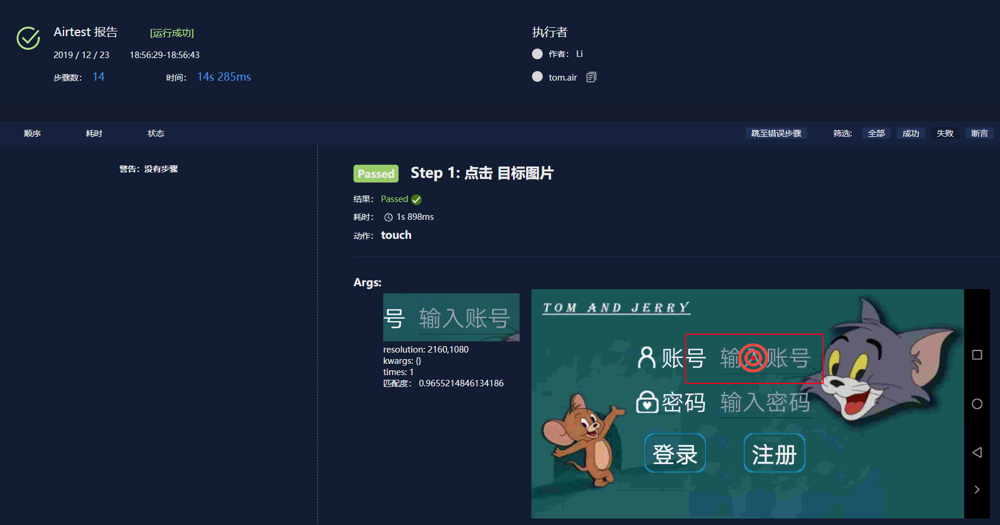 Airtest 报告 [运行成功]
2019 / 12 / 23 18:56:29-18:56:43
步骤数： 14 时间： 14s 285ms
执行者
作者： Li
tom.air
顺序 耗时 状态
跳至错误步骤 筛选: 全部 成功 失败 断言
警告：没有步骤
Passed Step 1: 点击 目标图片
结果： Passed
耗时： 1s 898ms
动作： touch
Args:
号 输入账号
resolution: 2160,1080
kwargs: {}
times: 1
匹配度： 0.9655214846134186
TOM AND JERRY
账号 输入账号
密码 输入密码
登录 注册